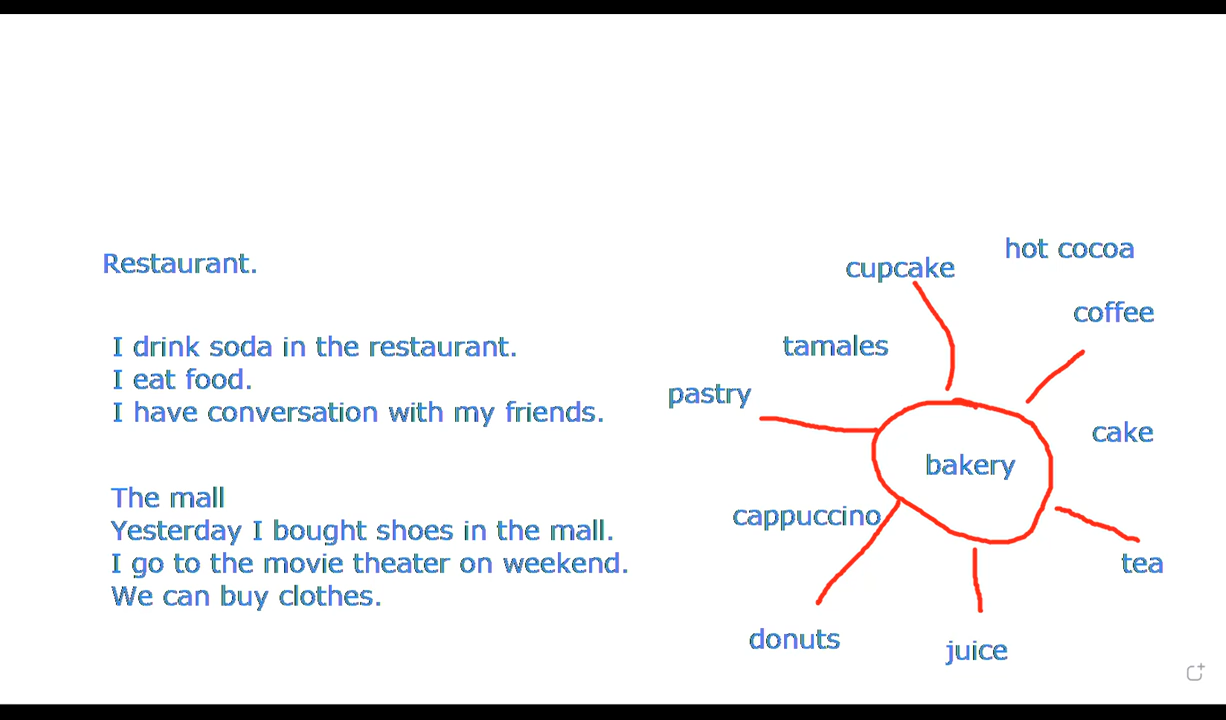 Restaurant.
I drink soda in the restaurant.
I eat food.
I have conversation with my friends.
The mall
Yesterday I bought shoes in the mall.
I go to the movie theater on weekend.
We can buy clothes.
hot cocoa
cupcake
coffee
tamales
pastry
cake
bakery
cappuccino
tea
donuts
juice